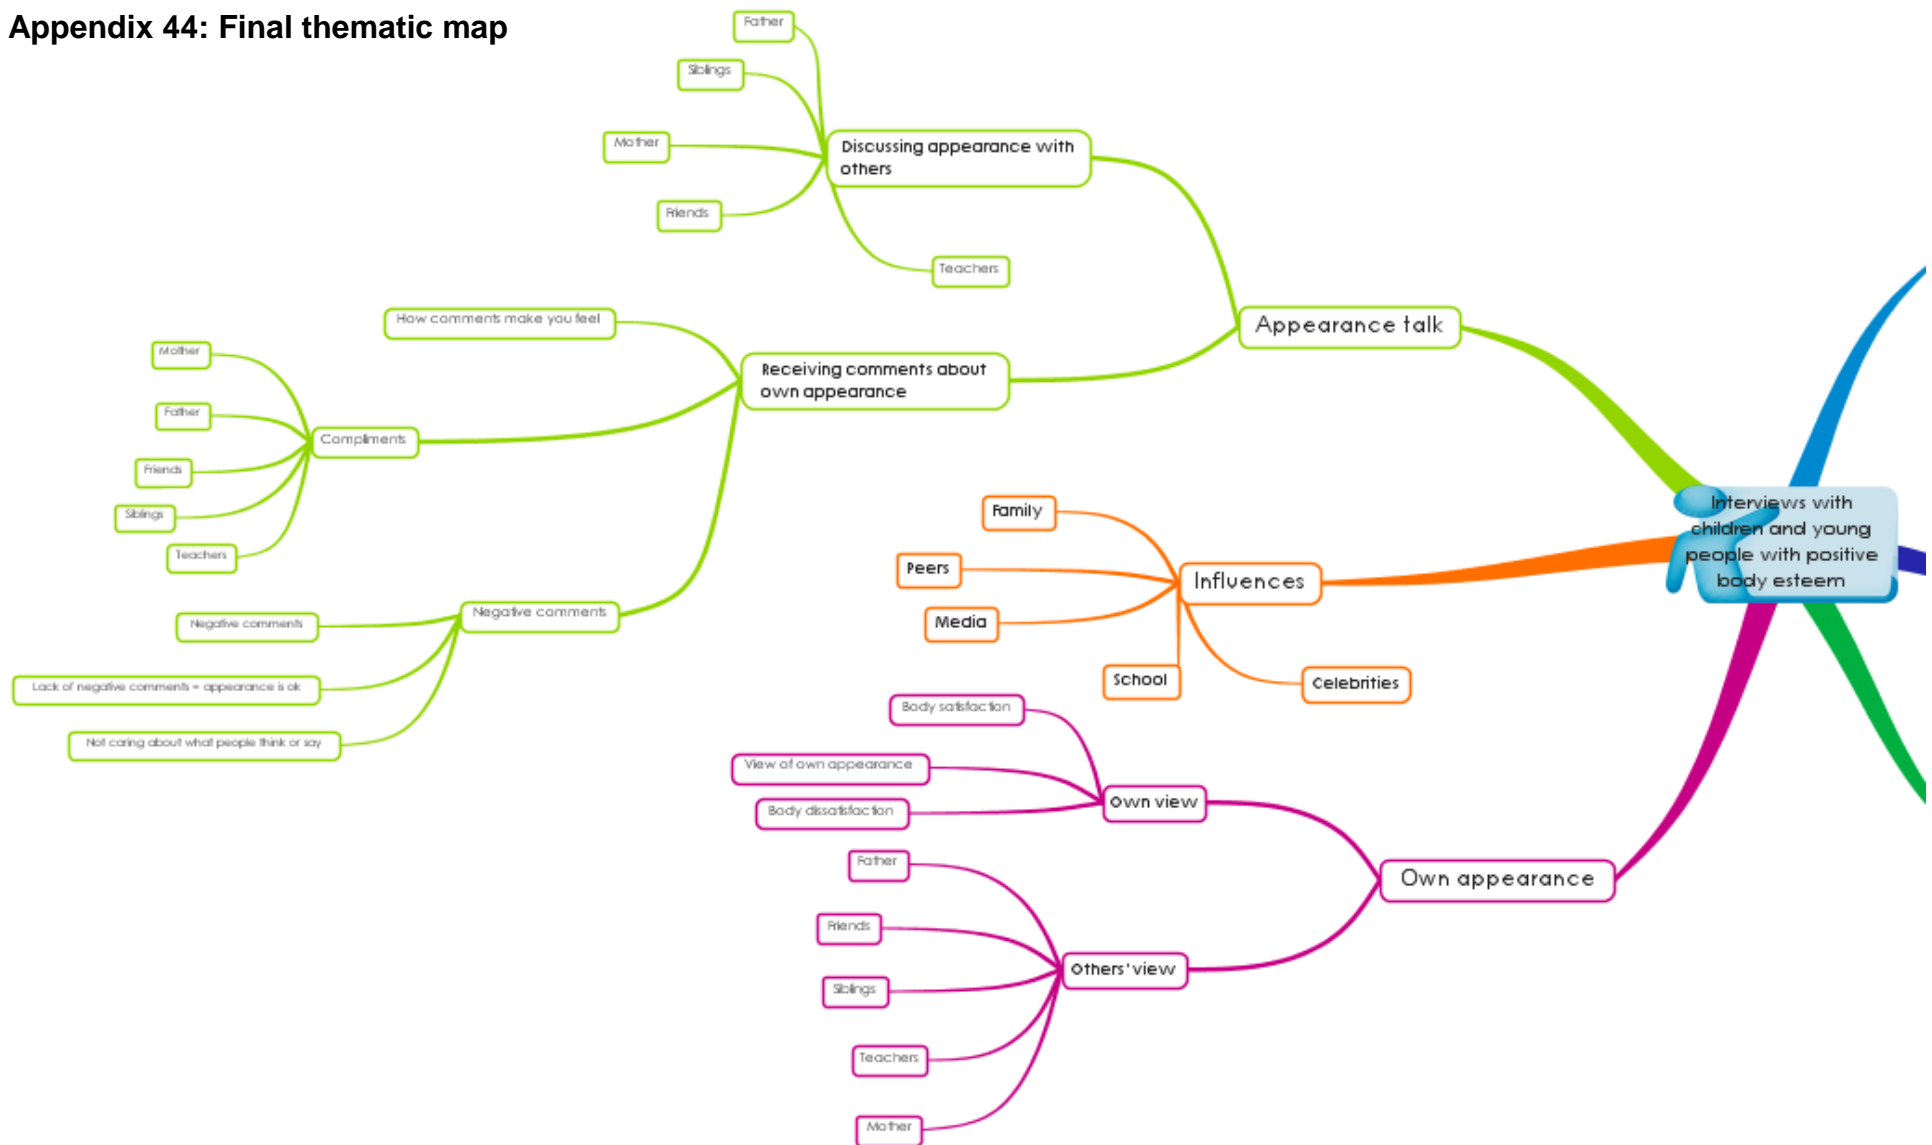 Appendix 44: Final thematic map
Father
Siblings
Mother
Friends
Teachers
Discussing appearance with
others
How comments make you feel
Receiving comments about
own appearance
Appearance talk
Mother
Father
Friends
Siblings
Teachers
Compliments
Negative comments
Negative comments
Lack of negative comments = appearance is ok
Not caring about what people think or say
Interviews with
children and young
people with positive
body esteem
Family
Peers
Media
School
Celebrities
Influences
Body satisfaction
View of own appearance
Body dissatisfaction
Own view
Own appearance
Father
Friends
Siblings
Teachers
Mother
Others' view